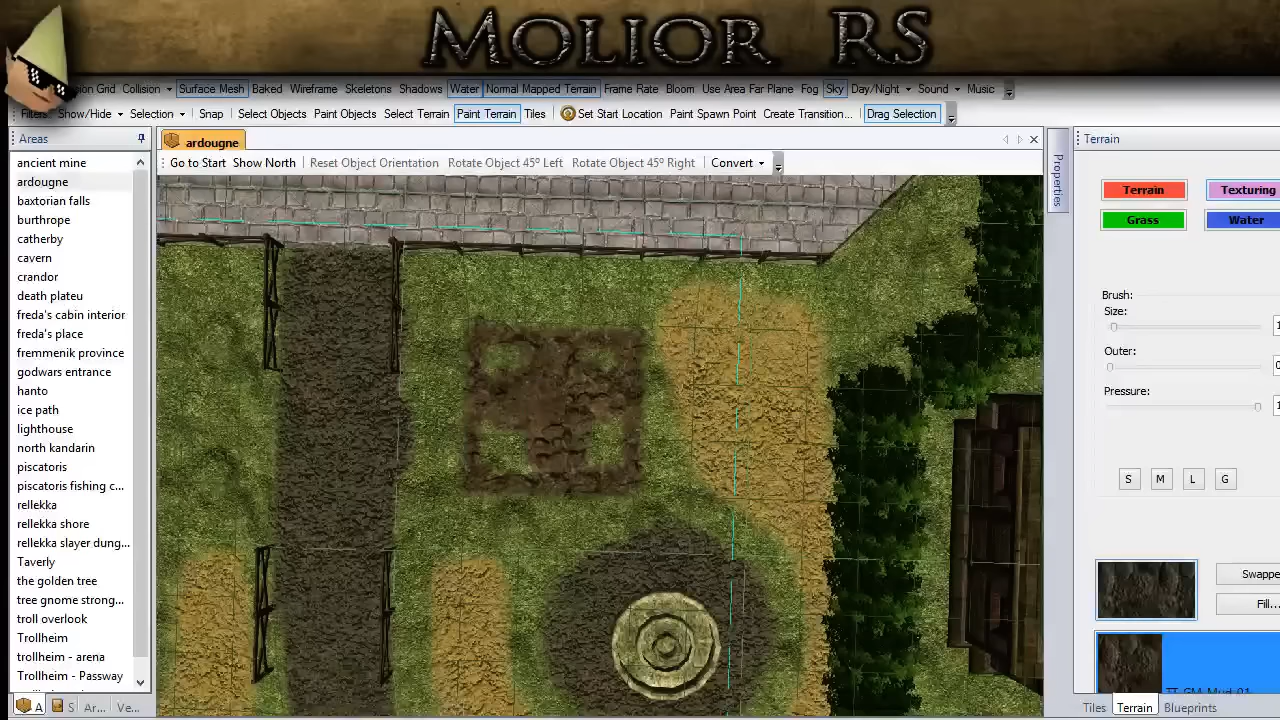 MOLIOR RS
Grid Collision Surface Mesh Baked Wireframe Skeletons Shadows Water Normal Mapped Terrain Frame Rate Bloom Use Area Far Plane Fog Sky Day/Night Sound Music
Filters: Show/Hide Selection Snap Select Objects Paint Objects Select Terrain Paint Terrain Tiles Set Start Location Paint Spawn Point Create Transition... Drag Selection
Areas
ardougne
Properties
Terrain
Go to Start Show North Reset Object Orientation Rotate Object 45º Left Rotate Object 45º Right Convert
ancient mine
ardougne
baxtorian falls
burthrope
catherby
cavern
crandor
death plateu
freda's cabin interior
freda's place
fremmenik province
godwars entrance
hanto
ice path
lighthouse
north kandarin
piscatoris
piscatoris fishing c...
rellekka
rellekka shore
rellekka slayer dung...
Taverly
the golden tree
tree gnome strong...
troll overlook
Trollheim
trollheim - arena
Trollheim - Passway
A S Ar... Ve...
Terrain Texturing
Grass Water
Brush:
Size:
Outer:
Pressure:
S M L G
Swappe
Fill...
TT_GM_Mud_01
Tiles Terrain Blueprints